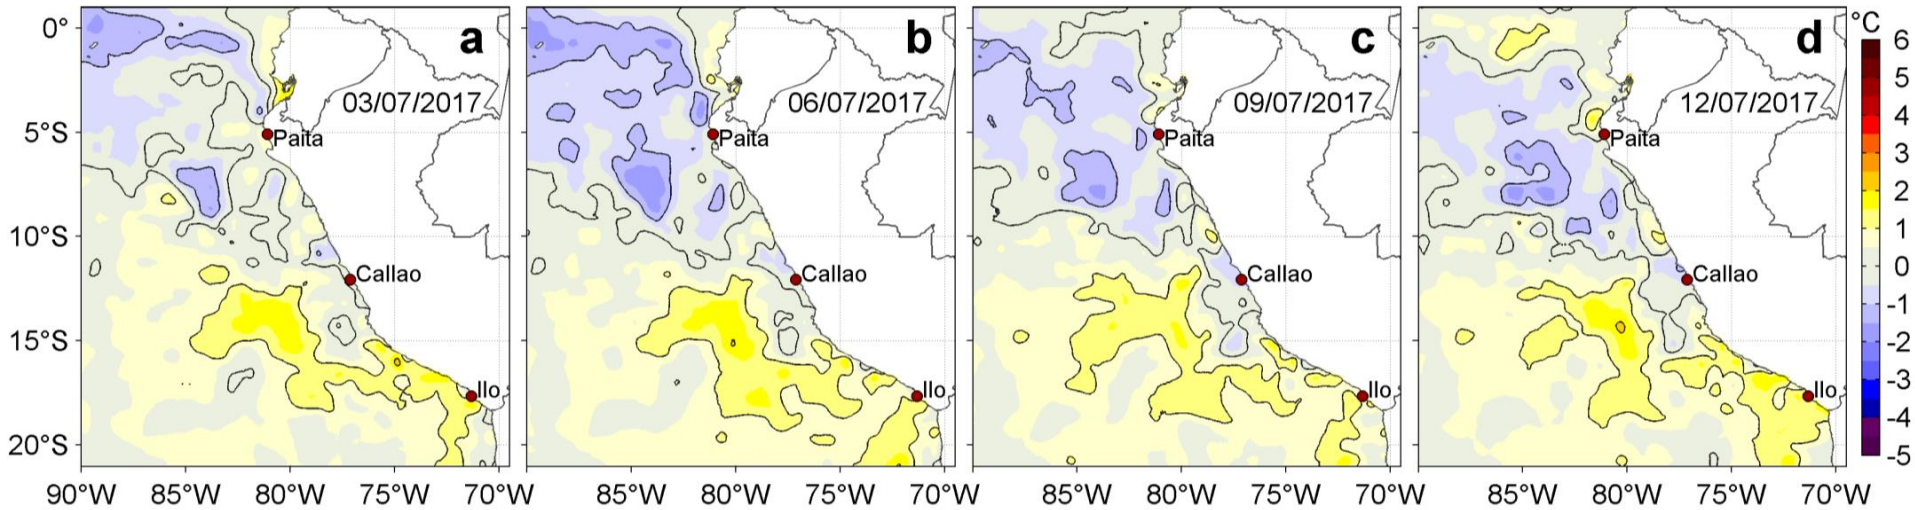 a
b
c
d
°C
0°
5°S
10°S
15°S
20°S
03/07/2017
06/07/2017
09/07/2017
12/07/2017
Paita
Paita
Paita
Paita
Callao
Callao
Callao
Callao
Ilo
Ilo
Ilo
Ilo
6
5
4
3
2
1
0
-1
-2
-3
-4
-5
90°W 85°W 80°W 75°W 70°W
85°W 80°W 75°W 70°W
85°W 80°W 75°W 70°W
85°W 80°W 75°W 70°W